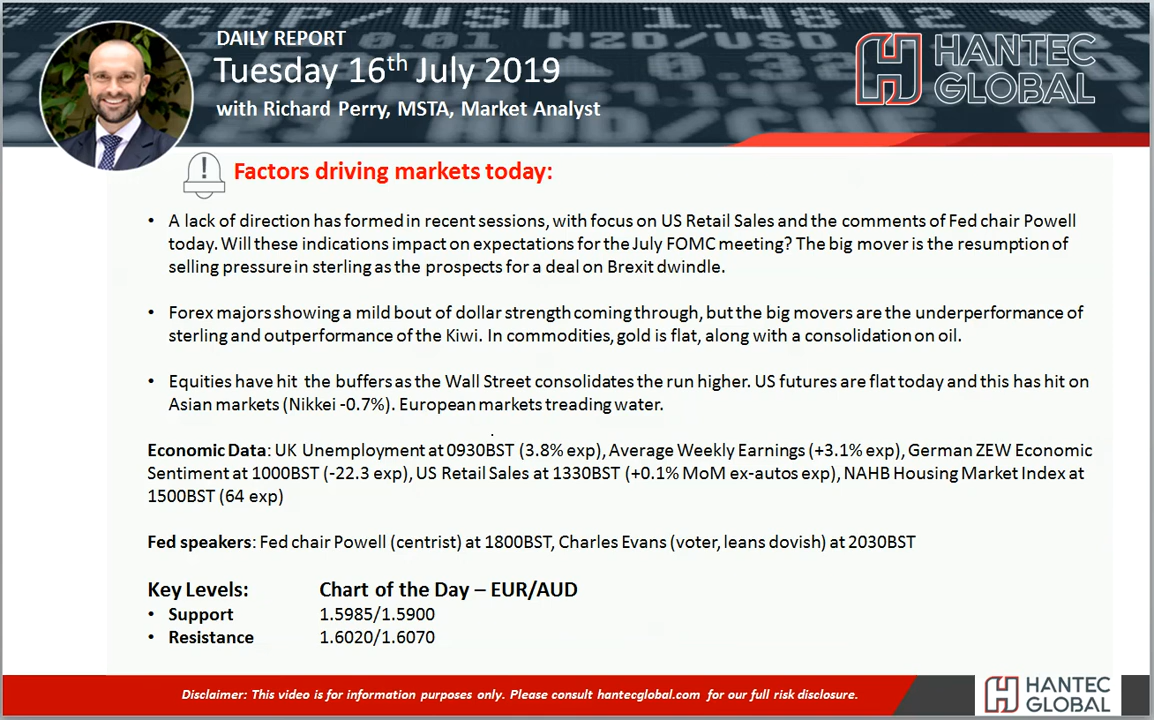 GBP/USD 1.4872
0.01 NZD/USD
AUD/CHF
DAILY REPORT
Tuesday 16th July 2019
with Richard Perry, MSTA, Market Analyst
HANTEC
GLOBAL
Factors driving markets today:
• A lack of direction has formed in recent sessions, with focus on US Retail Sales and the comments of Fed chair Powell
today. Will these indications impact on expectations for the July FOMC meeting? The big mover is the resumption of
selling pressure in sterling as the prospects for a deal on Brexit dwindle.
• Forex majors showing a mild bout of dollar strength coming through, but the big movers are the underperformance of
sterling and outperformance of the Kiwi. In commodities, gold is flat, along with a consolidation on oil.
• Equities have hit the buffers as the Wall Street consolidates the run higher. US futures are flat today and this has hit on
Asian markets (Nikkei -0.7%). European markets treading water.
Economic Data: UK Unemployment at 0930BST (3.8% exp), Average Weekly Earnings (+3.1% exp), German ZEW Economic
Sentiment at 1000BST (-22.3 exp), US Retail Sales at 1330BST (+0.1% MoM ex-autos exp), NAHB Housing Market Index at
1500BST (64 exp)
Fed speakers: Fed chair Powell (centrist) at 1800BST, Charles Evans (voter, leans dovish) at 2030BST
Key Levels: Chart of the Day – EUR/AUD
• Support 1.5985/1.5900
• Resistance 1.6020/1.6070
Disclaimer: This video is for information purposes only. Please consult hantecglobal.com for our full risk disclosure.
HANTEC
GLOBAL